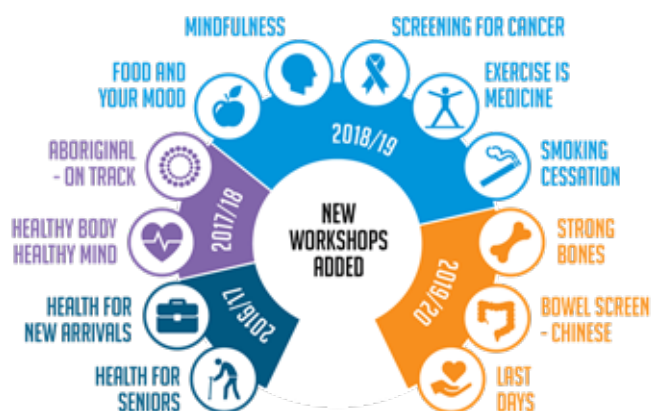 MINDFULNESS
SCREENING FOR CANCER
FOOD AND
YOUR MOOD
EXERCISE IS
MEDICINE
2018/19
ABORIGINAL
- ON TRACK
SMOKING
CESSATION
2017/18
NEW
WORKSHOPS
ADDED
HEALTHY BODY
HEALTHY MIND
STRONG
BONES
2019/20
2016/17
HEALTH FOR
NEW ARRIVALS
BOWEL SCREEN
- CHINESE
HEALTH FOR
SENIORS
LAST
DAYS